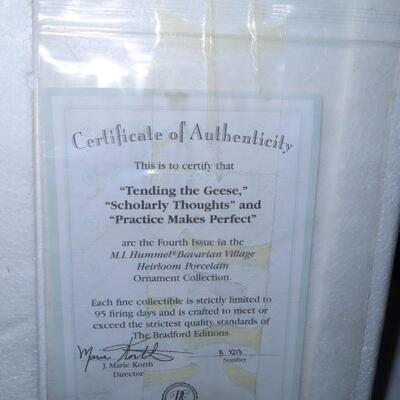 Certificate of Authenticity
This is to certify that
“Tending the Geese,”
“Scholarly Thoughts” and
“Practice Makes Perfect”
are the Fourth Issue in the
M.I. Hummel® Bavarian Village
Heirloom Porcelain
Ornament Collection.
Each fine collectible is strictly limited to
95 firing days and is crafted to meet or
exceed the strictest quality standards of
The Bradford Editions.
Marie Korth
J. Marie Korth
Director
B 1213
Number